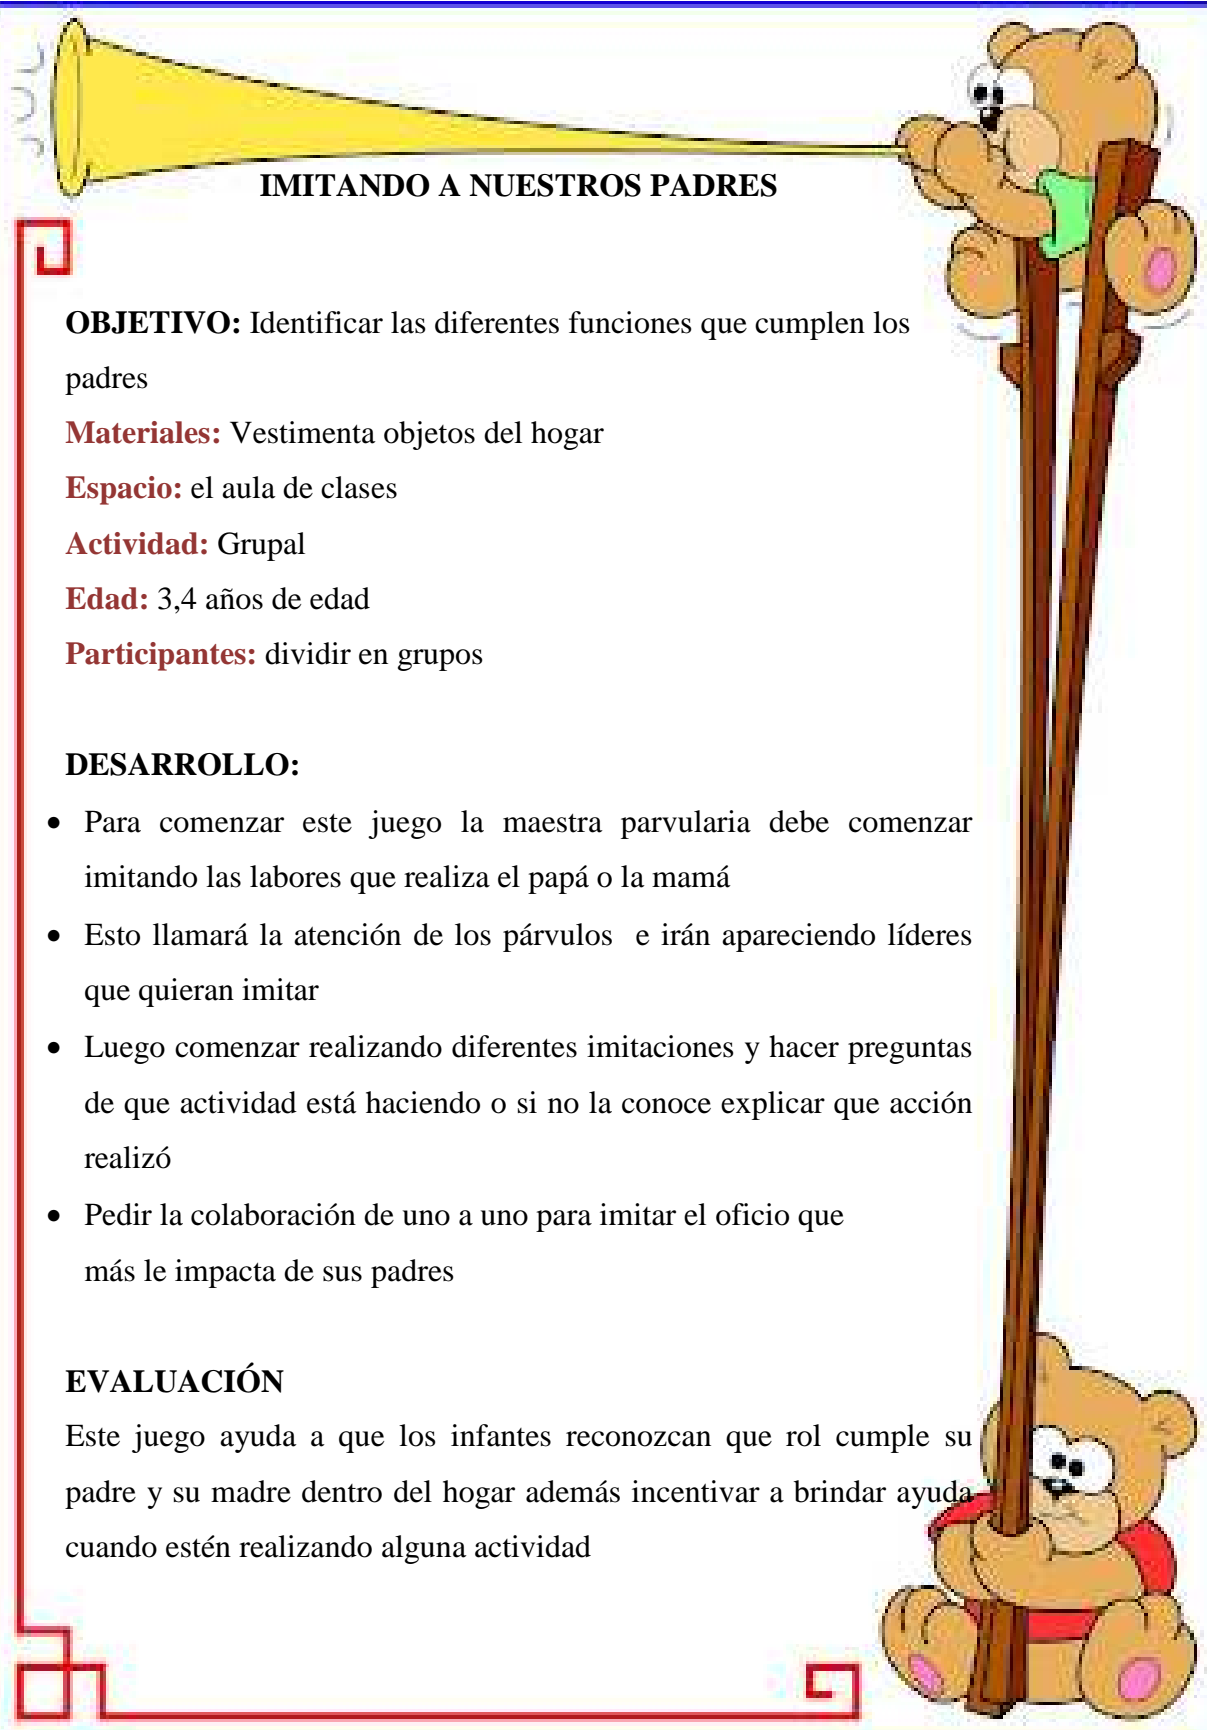 IMITANDO A NUESTROS PADRES
OBJETIVO: Identificar las diferentes funciones que cumplen los
padres
Materiales: Vestimenta objetos del hogar
Espacio: el aula de clases
Actividad: Grupal
Edad: 3,4 años de edad
Participantes: dividir en grupos
DESARROLLO:
• Para comenzar este juego la maestra parvularia debe comenzar
imitando las labores que realiza el papá o la mamá
• Esto llamará la atención de los párvulos e irán apareciendo líderes
que quieran imitar
• Luego comenzar realizando diferentes imitaciones y hacer preguntas
de que actividad está haciendo o si no la conoce explicar que acción
realizó
• Pedir la colaboración de uno a uno para imitar el oficio que
más le impacta de sus padres
EVALUACIÓN
Este juego ayuda a que los infantes reconozcan que rol cumple su
padre y su madre dentro del hogar además incentivar a brindar ayuda
cuando estén realizando alguna actividad